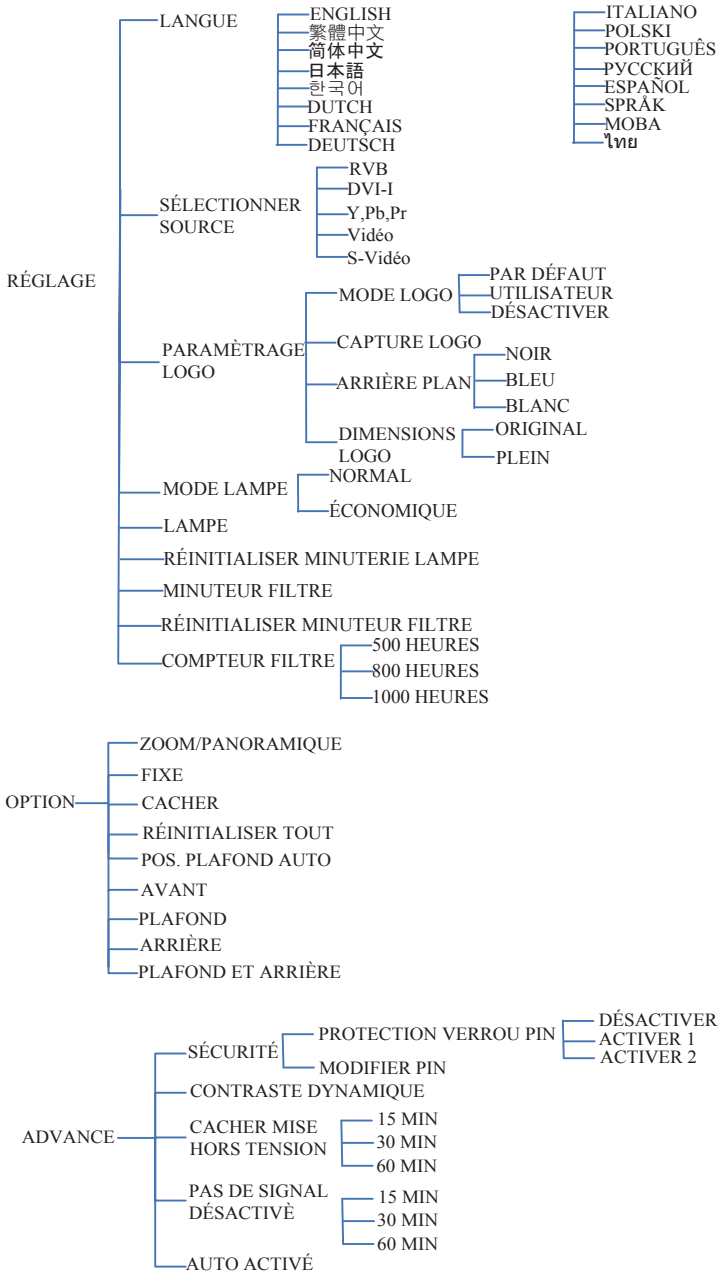 RÉGLAGE
LANGUE
ENGLISH
繁體中文
简体中文
日本語
한국어
DUTCH
FRANÇAIS
DEUTSCH
ITALIANO
POLSKI
PORTUGUÊS
РУССКИЙ
ESPAÑOL
SPRÅK
MOBA
ไทย
SÉLECTIONNER
SOURCE
RVB
DVI-I
Y,Pb,Pr
Vidéo
S-Vidéo
PARAMÈTRAGE
LOGO
MODE LOGO
PAR DÉFAUT
UTILISATEUR
DÉSACTIVER
CAPTURE LOGO
ARRIÈRE PLAN
NOIR
BLEU
BLANC
DIMENSIONS
LOGO
ORIGINAL
PLEIN
MODE LAMPE
NORMAL
ÉCONOMIQUE
LAMPE
RÉINITIALISER MINUTERIE LAMPE
MINUTEUR FILTRE
RÉINITIALISER MINUTEUR FILTRE
COMPTEUR FILTRE
500 HEURES
800 HEURES
1000 HEURES
OPTION
ZOOM/PANORAMIQUE
FIXE
CACHER
RÉINITIALISER TOUT
POS. PLAFOND AUTO
AVANT
PLAFOND
ARRIÈRE
PLAFOND ET ARRIÈRE
ADVANCE
SÉCURITÉ
PROTECTION VERROU PIN
DÉSACTIVER
ACTIVER 1
ACTIVER 2
MODIFIER PIN
CONTRASTE DYNAMIQUE
CACHER MISE
HORS TENSION
15 MIN
30 MIN
60 MIN
PAS DE SIGNAL
DÉSACTIVÈ
15 MIN
30 MIN
60 MIN
AUTO ACTIVÉ